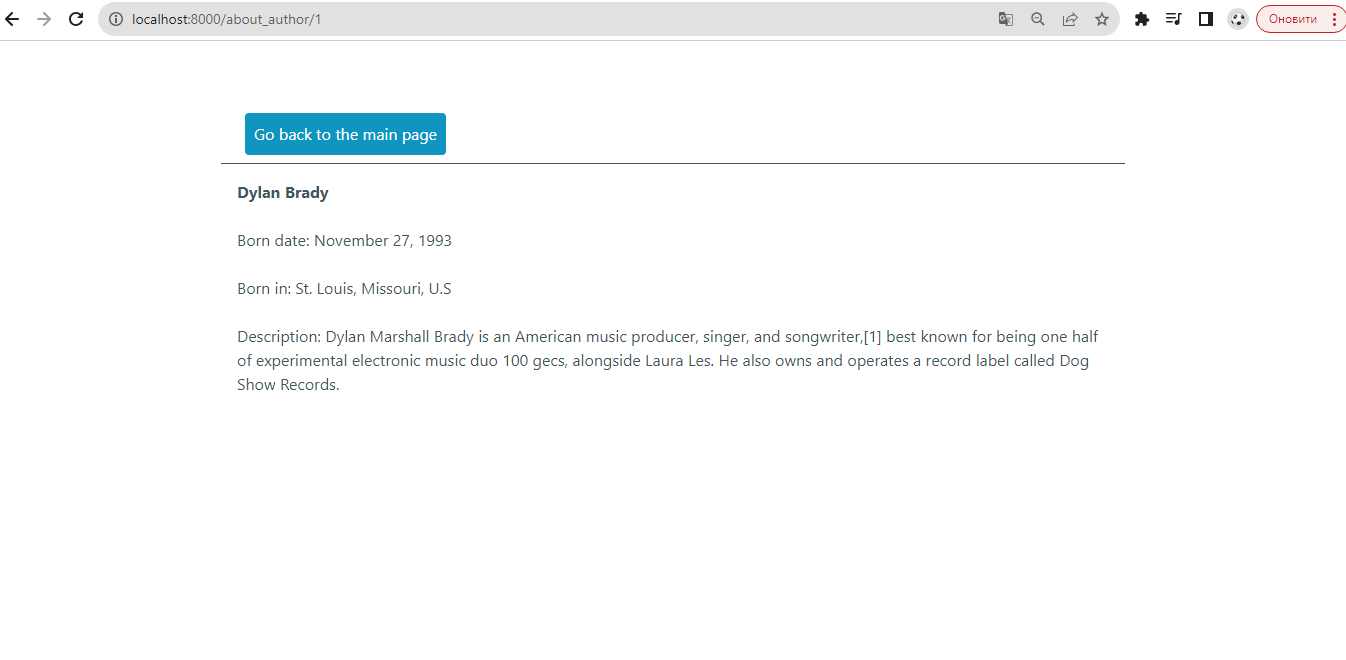 localhost:8000/about_author/1
Оновити
Go back to the main page
Dylan Brady
Born date: November 27, 1993
Born in: St. Louis, Missouri, U.S
Description: Dylan Marshall Brady is an American music producer, singer, and songwriter,[1] best known for being one half
of experimental electronic music duo 100 gecs, alongside Laura Les. He also owns and operates a record label called Dog
Show Records.